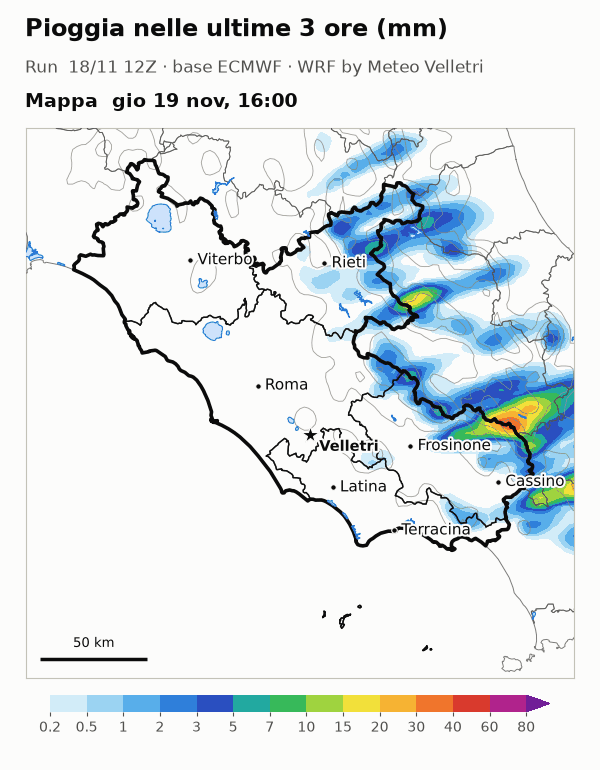 Pioggia nelle ultime 3 ore (mm)
Run  18/11 12Z · base ECMWF · WRF by Meteo Velletri
Mappa  gio 19 nov, 16:00
Viterbo
Rieti
Roma
Velletri
Frosinone
Latina
Cassino
Terracina
50 km
0.2 0.5 1 2 3 5 7 10 15 20 30 40 60 80